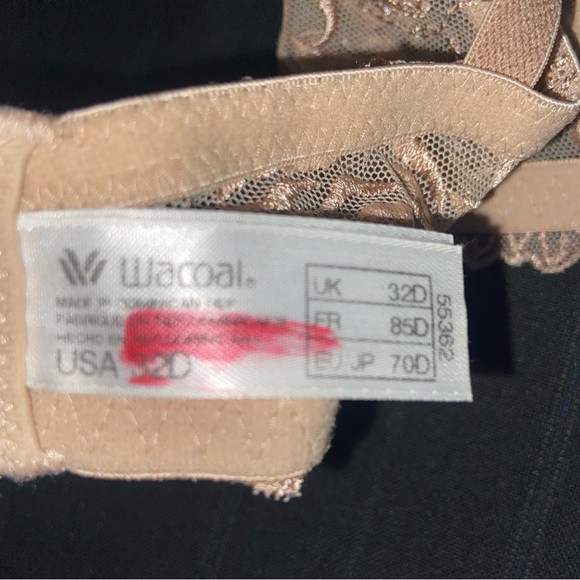 Wacoal®
MADE IN DOMINICAN REP.
USA 32D
UK 32D
FR 85D
EU JP 70D
55362